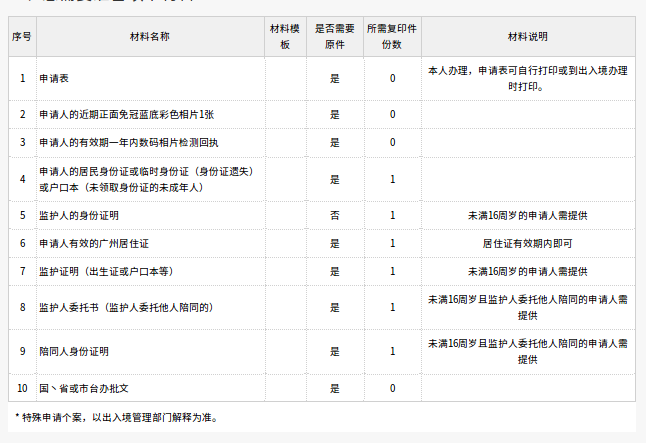 序号 材料名称 材料模板 是否需要原件 所需复印件份数 材料说明
1 申请表 是 0 本人办理，申请表可自行打印或到出入境办理时打印。
2 申请人的近期正面免冠蓝底彩色相片1张 是 0
3 申请人的有效期一年内数码相片检测回执 是 0
4 申请人的居民身份证或临时身份证（身份证遗失）或户口本（未领取身份证的未成年人） 是 1
5 监护人的身份证明 否 1 未满16周岁的申请人需提供
6 申请人有效的广州居住证 是 1 居住证有效期内即可
7 监护证明（出生证或户口本等） 是 1 未满16周岁的申请人需提供
8 监护人委托书（监护人委托他人陪同的） 是 1 未满16周岁且监护人委托他人陪同的申请人需提供
9 陪同人身份证明 是 1 未满16周岁且监护人委托他人陪同的申请人需提供
10 国丶省或市台办批文 是 0
* 特殊申请个案，以出入境管理部门解释为准。